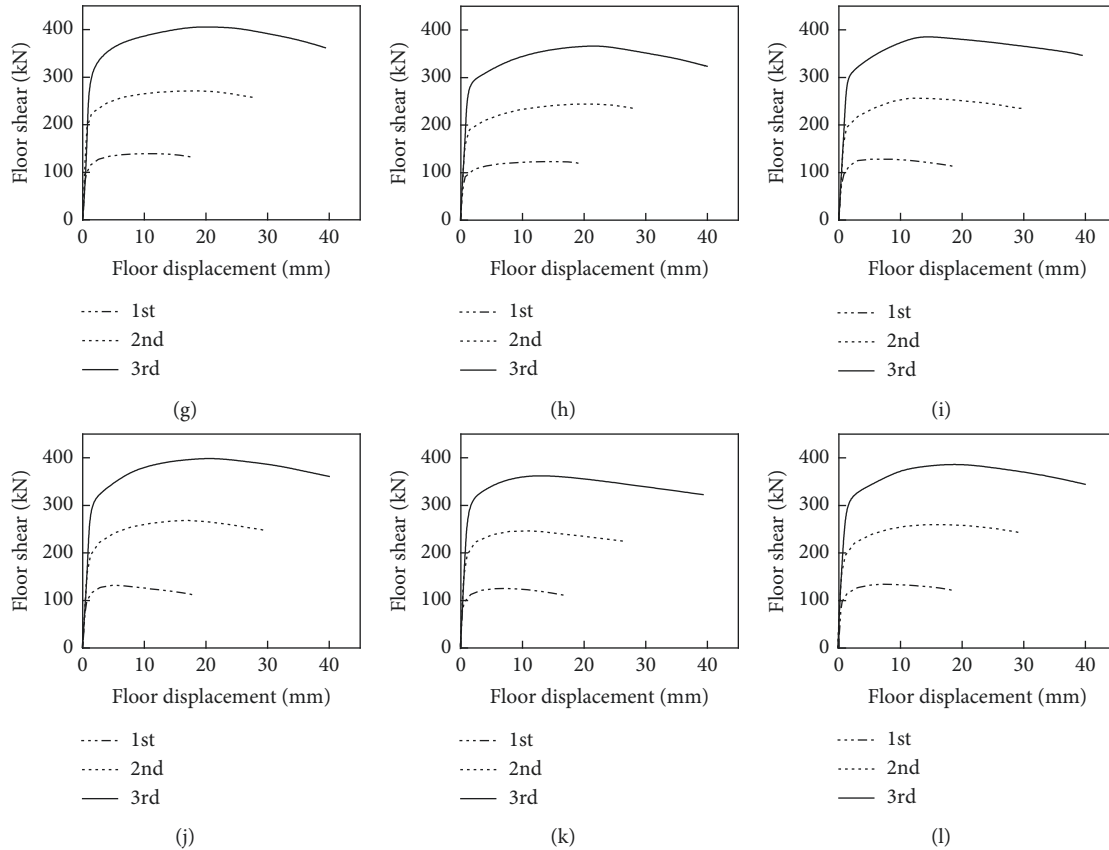 Floor shear (kN)
400
300
200
100
0
0 10 20 30 40
Floor displacement (mm)
1st
2nd
3rd
(g)
Floor shear (kN)
400
300
200
100
0
0 10 20 30 40
Floor displacement (mm)
1st
2nd
3rd
(h)
Floor shear (kN)
400
300
200
100
0
0 10 20 30 40
Floor displacement (mm)
1st
2nd
3rd
(i)
Floor shear (kN)
400
300
200
100
0
0 10 20 30 40
Floor displacement (mm)
1st
2nd
3rd
(j)
Floor shear (kN)
400
300
200
100
0
0 10 20 30 40
Floor displacement (mm)
1st
2nd
3rd
(k)
Floor shear (kN)
400
300
200
100
0
0 10 20 30 40
Floor displacement (mm)
1st
2nd
3rd
(l)